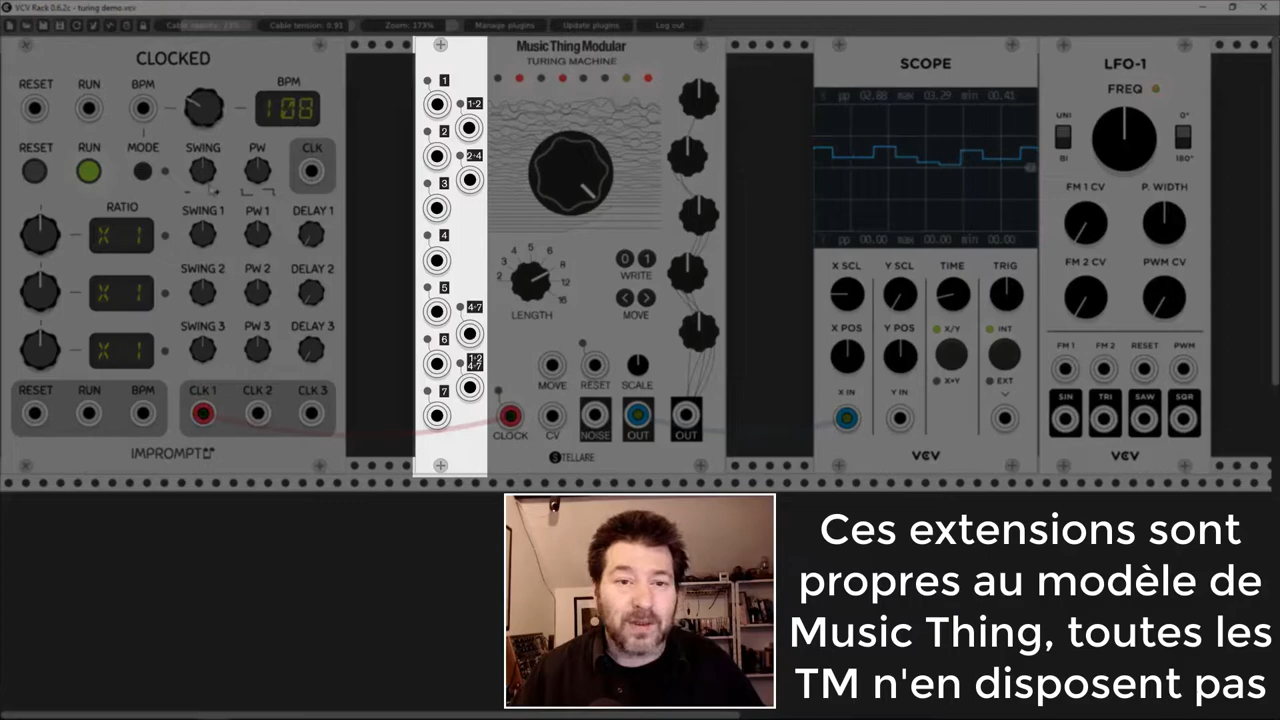 VCV Rack 0.6.2c - turing demo.vcv
Cable opacity: 23%
Cable tension: 0.91
Zoom: 173%
Manage plugins
Update plugins
Log out
CLOCKED
RESET RUN BPM
BPM
108
RESET RUN MODE SWING PW CLK
RATIO SWING 1 PW 1 DELAY 1
X 1
SWING 2 PW 2 DELAY 2
X 1
SWING 3 PW 3 DELAY 3
X 1
RESET RUN BPM CLK 1 CLK 2 CLK 3
IMPROMPTU
1
1·2
2
2·4
3
4
5
4·7
6
1·2
4·7
7
Music Thing Modular
TURING MACHINE
2 3 4 5 6 8 12 16
LENGTH
0 1
WRITE
< >
MOVE
MOVE RESET SCALE
CLOCK CV NOISE OUT OUT
STELLARE
SCOPE
pp 02.88 max 03.29 min 00.41
pp 00.00 max 00.00 min 00.00
X SCL Y SCL TIME TRIG
X/Y INT
X POS Y POS
X×Y EXT
X IN Y IN
VCV
LFO-1
FREQ
UNI 0°
BI 180°
FM 1 CV P. WIDTH
FM 2 CV PWM CV
FM 1 FM 2 RESET PWM
SIN TRI SAW SQR
VCV
Ces extensions sont
propres au modèle de
Music Thing, toutes les
TM n'en disposent pas